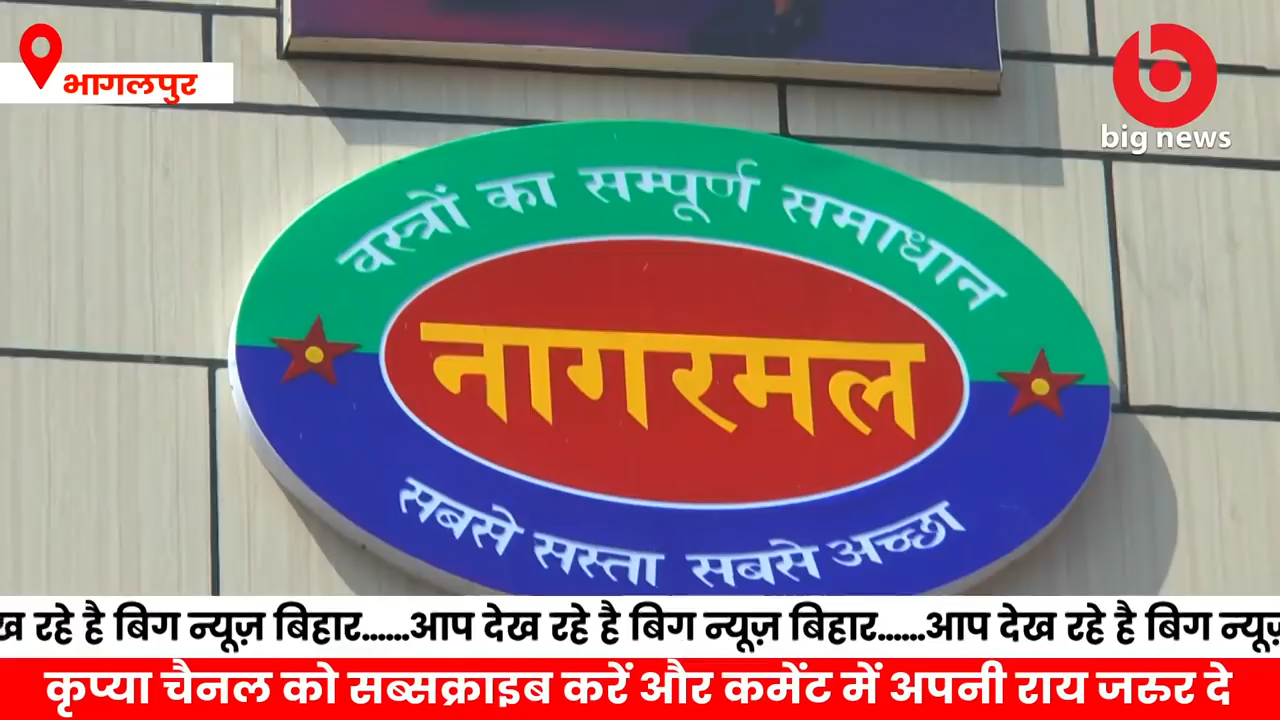 भागलपुर
big news
वस्त्रों का सम्पूर्ण समाधान
नागरमल
सबसे सस्ता सबसे अच्छा
ख रहे है बिग न्यूज़ बिहार......आप देख रहे है बिग न्यूज़ बिहार......आप देख रहे है बिग न्यूज़
कृप्या चैनल को सब्सक्राइब करें और कमेंट में अपनी राय जरुर दे